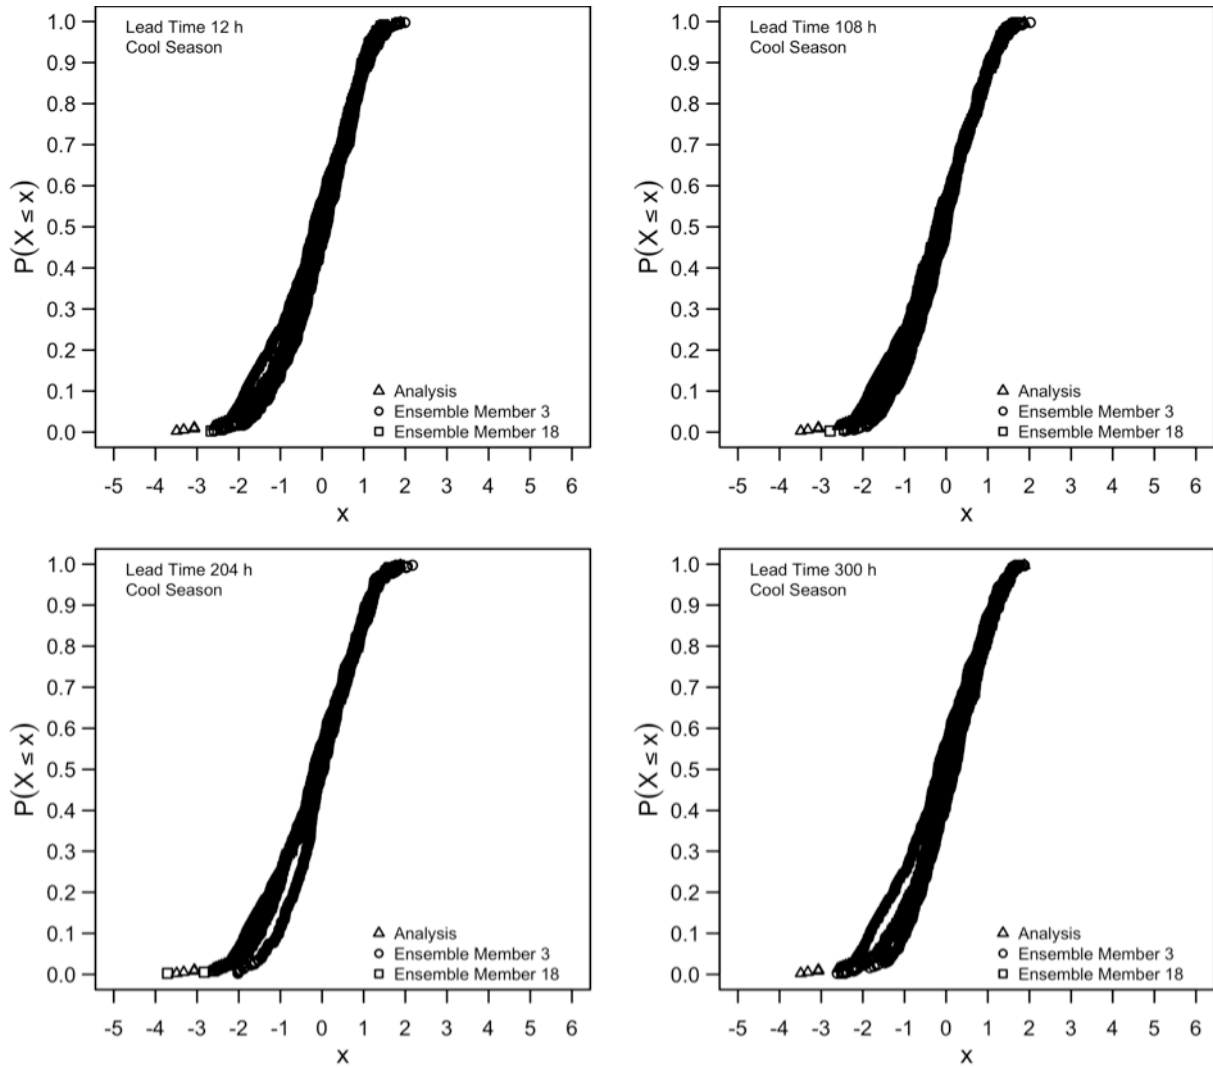 Lead Time 12 h
Cool Season
1.0
0.9
0.8
0.7
0.6
0.5
0.4
0.3
0.2
0.1
0.0
P(X ≤ x)
Analysis
Ensemble Member 3
Ensemble Member 18
-5 -4 -3 -2 -1 0 1 2 3 4 5 6
x
Lead Time 108 h
Cool Season
1.0
0.9
0.8
0.7
0.6
0.5
0.4
0.3
0.2
0.1
0.0
P(X ≤ x)
Analysis
Ensemble Member 3
Ensemble Member 18
-5 -4 -3 -2 -1 0 1 2 3 4 5 6
x
Lead Time 204 h
Cool Season
1.0
0.9
0.8
0.7
0.6
0.5
0.4
0.3
0.2
0.1
0.0
P(X ≤ x)
Analysis
Ensemble Member 3
Ensemble Member 18
-5 -4 -3 -2 -1 0 1 2 3 4 5 6
x
Lead Time 300 h
Cool Season
1.0
0.9
0.8
0.7
0.6
0.5
0.4
0.3
0.2
0.1
0.0
P(X ≤ x)
Analysis
Ensemble Member 3
Ensemble Member 18
-5 -4 -3 -2 -1 0 1 2 3 4 5 6
x